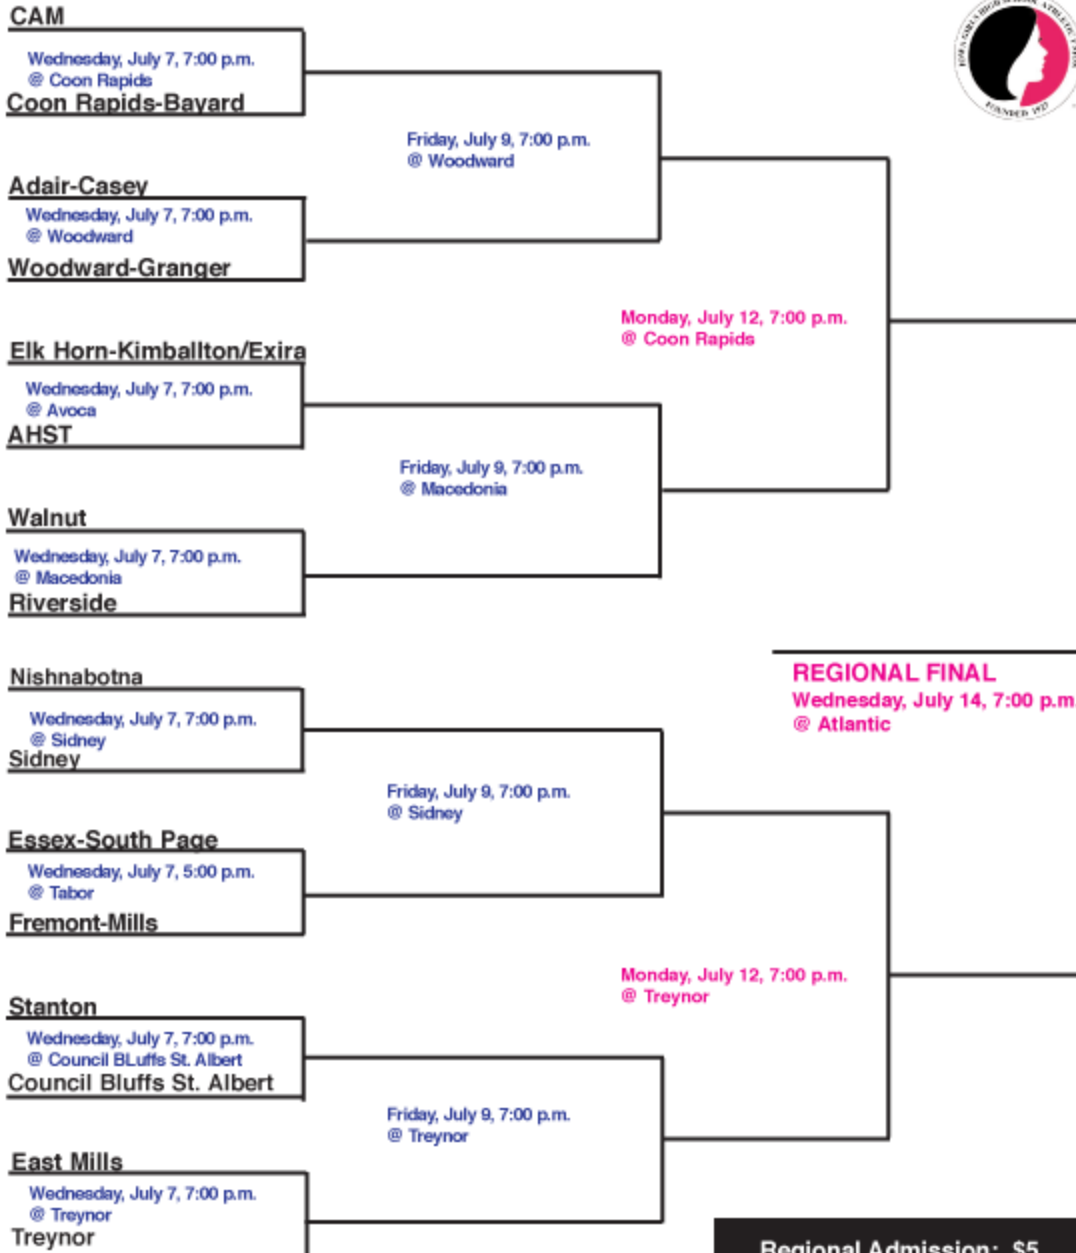 CAM
Wednesday, July 7, 7:00 p.m.
@ Coon Rapids
Coon Rapids-Bayard
Friday, July 9, 7:00 p.m.
@ Woodward
Adair-Casey
Wednesday, July 7, 7:00 p.m.
@ Woodward
Woodward-Granger
Monday, July 12, 7:00 p.m.
@ Coon Rapids
Elk Horn-Kimballton/Exira
Wednesday, July 7, 7:00 p.m.
@ Avoca
AHST
Friday, July 9, 7:00 p.m.
@ Macedonia
Walnut
Wednesday, July 7, 7:00 p.m.
@ Macedonia
Riverside
REGIONAL FINAL
Wednesday, July 14, 7:00 p.m
@ Atlantic
Nishnabotna
Wednesday, July 7, 7:00 p.m.
@ Sidney
Sidney
Friday, July 9, 7:00 p.m.
@ Sidney
Essex-South Page
Wednesday, July 7, 5:00 p.m.
@ Tabor
Fremont-Mills
Monday, July 12, 7:00 p.m.
@ Treynor
Stanton
Wednesday, July 7, 7:00 p.m.
@ Council BLuffs St. Albert
Council Bluffs St. Albert
Friday, July 9, 7:00 p.m.
@ Treynor
East Mills
Wednesday, July 7, 7:00 p.m.
@ Treynor
Treynor
Regional Admission: $5
FOUNDED 1927